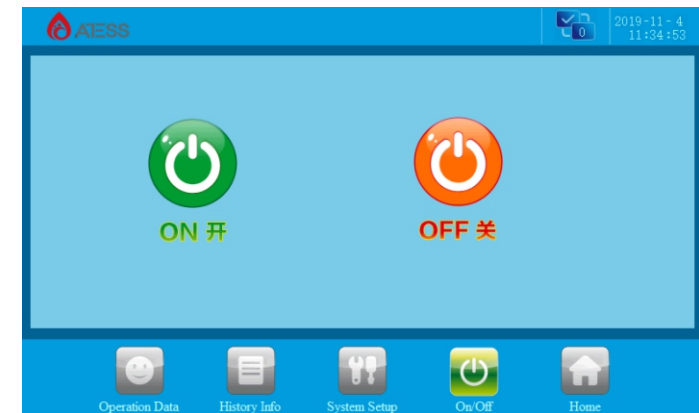 ATESS
0
2019-11- 4
11:34:53
ON 开
OFF 关
Operation Data
History Info
System Setup
On/Off
Home